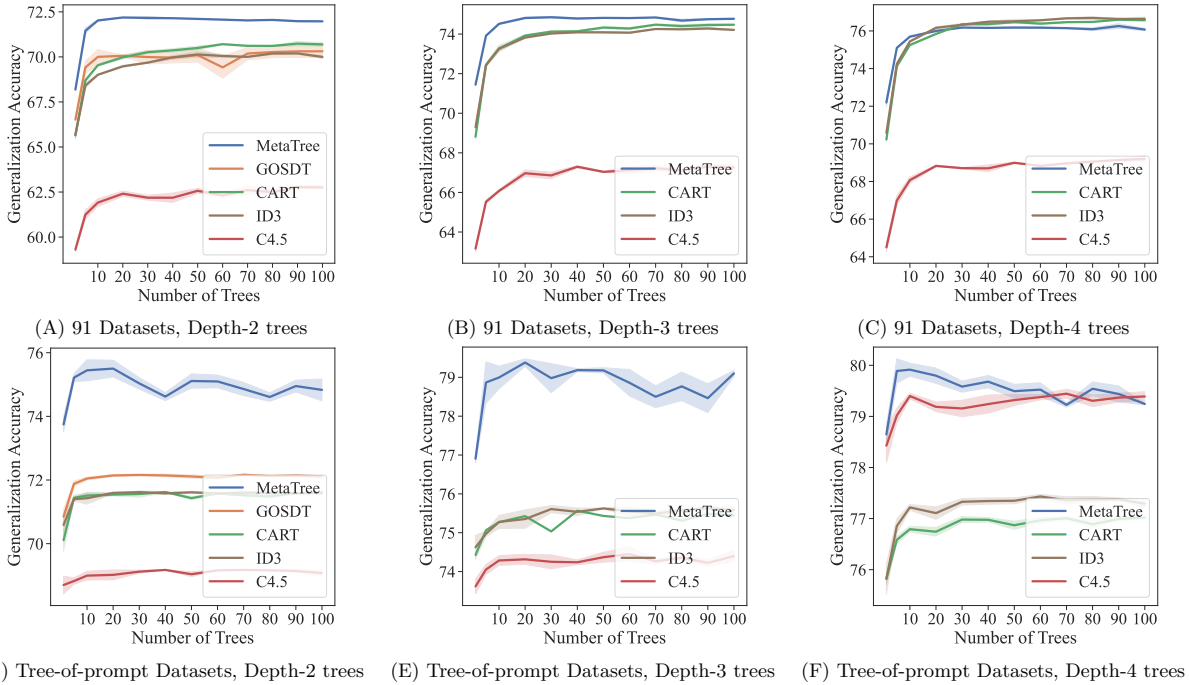 Generalization Accuracy
72.5
70.0
67.5
65.0
62.5
60.0
MetaTree
GOSDT
CART
ID3
C4.5
10 20 30 40 50 60 70 80 90 100
Number of Trees
(A) 91 Datasets, Depth-2 trees
Generalization Accuracy
74
72
70
68
66
64
MetaTree
CART
ID3
C4.5
10 20 30 40 50 60 70 80 90 100
Number of Trees
(B) 91 Datasets, Depth-3 trees
Generalization Accuracy
76
74
72
70
68
66
64
MetaTree
CART
ID3
C4.5
10 20 30 40 50 60 70 80 90 100
Number of Trees
(C) 91 Datasets, Depth-4 trees
Generalization Accuracy
76
74
72
70
MetaTree
GOSDT
CART
ID3
C4.5
10 20 30 40 50 60 70 80 90 100
Number of Trees
) Tree-of-prompt Datasets, Depth-2 trees
Generalization Accuracy
79
78
77
76
75
74
MetaTree
CART
ID3
C4.5
10 20 30 40 50 60 70 80 90 100
Number of Trees
(E) Tree-of-prompt Datasets, Depth-3 trees
Generalization Accuracy
80
79
78
77
76
MetaTree
CART
ID3
C4.5
10 20 30 40 50 60 70 80 90 100
Number of Trees
(F) Tree-of-prompt Datasets, Depth-4 trees